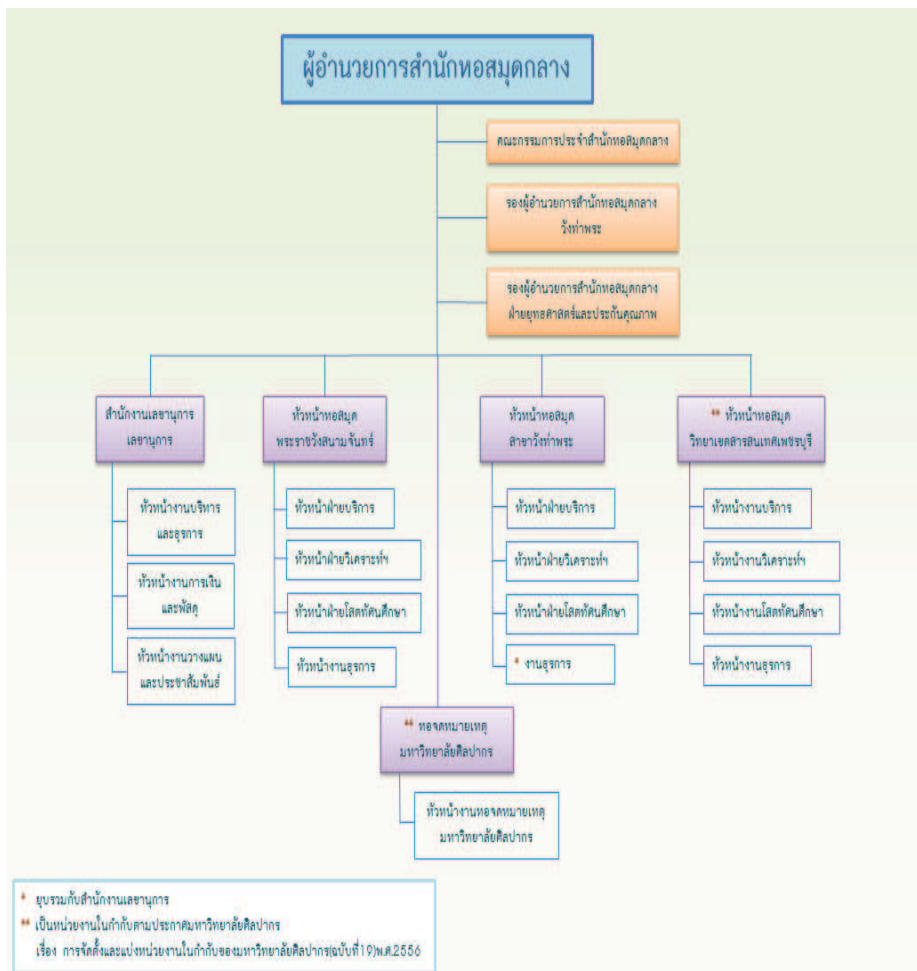 ผู้อำนวยการสำนักหอสมุดกลาง
คณะกรรมการประจำสำนักหอสมุดกลาง
รองผู้อำนวยการสำนักหอสมุดกลาง
วังท่าพระ
รองผู้อำนวยการสำนักหอสมุดกลาง
ฝ่ายยุทธศาสตร์และประกันคุณภาพ
สำนักงานเลขานุการ
เลขานุการ
หัวหน้างานบริหาร
และธุรการ
หัวหน้างานการเงิน
และพัสดุ
หัวหน้างานวางแผน
และประชาสัมพันธ์
หัวหน้าหอสมุด
พระราชวังสนามจันทร์
หัวหน้าฝ่ายบริการ
หัวหน้าฝ่ายวิเคราะห์ฯ
หัวหน้าฝ่ายโสตทัศนศึกษา
หัวหน้างานธุรการ
หัวหน้าหอสมุด
สาขาวังท่าพระ
หัวหน้าฝ่ายบริการ
หัวหน้าฝ่ายวิเคราะห์ฯ
หัวหน้าฝ่ายโสตทัศนศึกษา
* งานธุรการ
** หัวหน้าหอสมุด
วิทยาเขตสารสนเทศเพชรบุรี
หัวหน้างานบริการ
หัวหน้างานวิเคราะห์ฯ
หัวหน้างานโสตทัศนศึกษา
หัวหน้างานธุรการ
** หอจดหมายเหตุ
มหาวิทยาลัยศิลปากร
หัวหน้างานหอจดหมายเหตุ
มหาวิทยาลัยศิลปากร
* ยุบรวมกับสำนักงานเลขานุการ
** เป็นหน่วยงานในกำกับตามประกาศมหาวิทยาลัยศิลปากร
เรื่อง การจัดตั้งและแบ่งหน่วยงานในกำกับของมหาวิทยาลัยศิลปากร(ฉบับที่19)พ.ศ.2556